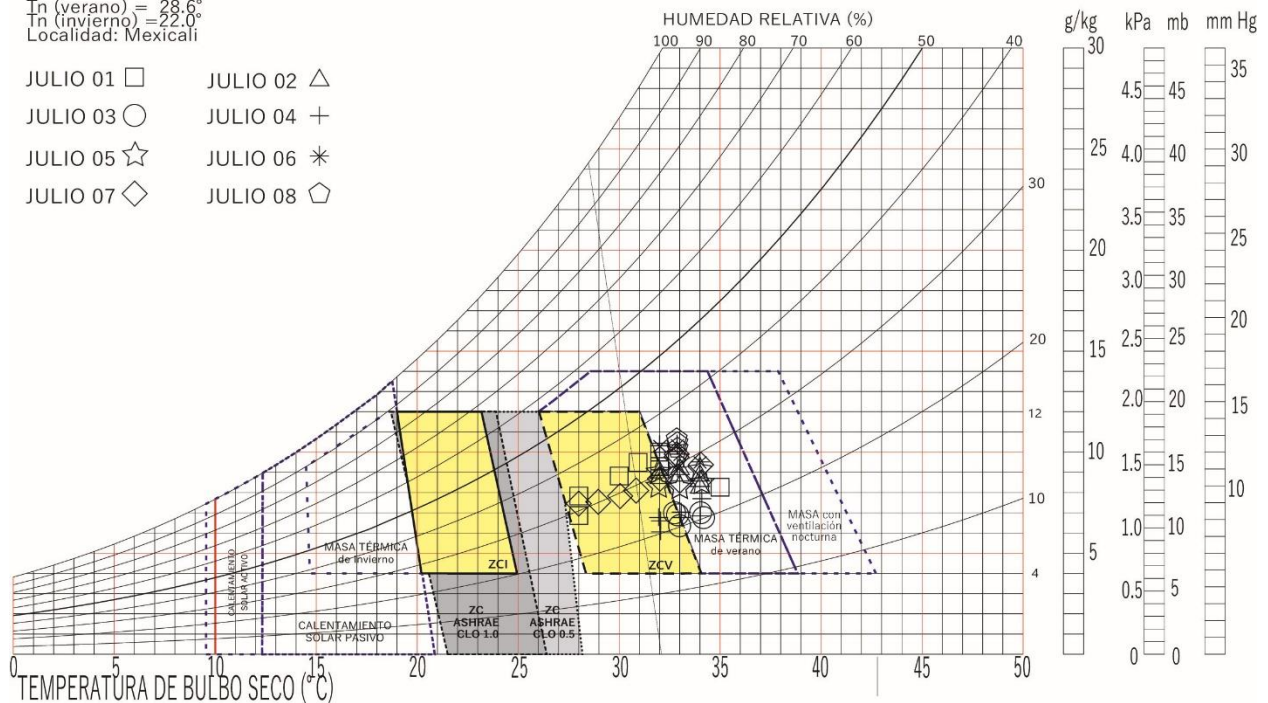 Tn (verano) = 28.6°
Tn (invierno) =22.0°
Localidad: Mexicali
JULIO 01
JULIO 02
JULIO 03
JULIO 04
JULIO 05
JULIO 06
JULIO 07
JULIO 08
HUMEDAD RELATIVA (%)
100 90 80 70 60 50 40
30
20
12
10
4
g/kg
30
25
20
15
10
5
kPa
4.5
4.0
3.5
3.0
2.5
2.0
1.5
1.0
0.5
0
mb
45
40
35
30
25
20
15
10
5
0
mm Hg
35
30
25
20
15
10
CALENTAMIENTO
SOLAR ACTIVO
MASA TÉRMICA
de invierno
CALENTAMIENTO
SOLAR PASIVO
ZCI
ZC
ASHRAE
CLO 1.0
ZC
ASHRAE
CLO 0.5
ZCV
MASA TÉRMICA
de verano
MASA con
ventilación
nocturna
0 5 10 15 20 25 30 35 40 45 50
TEMPERATURA DE BULBO SECO (°C)